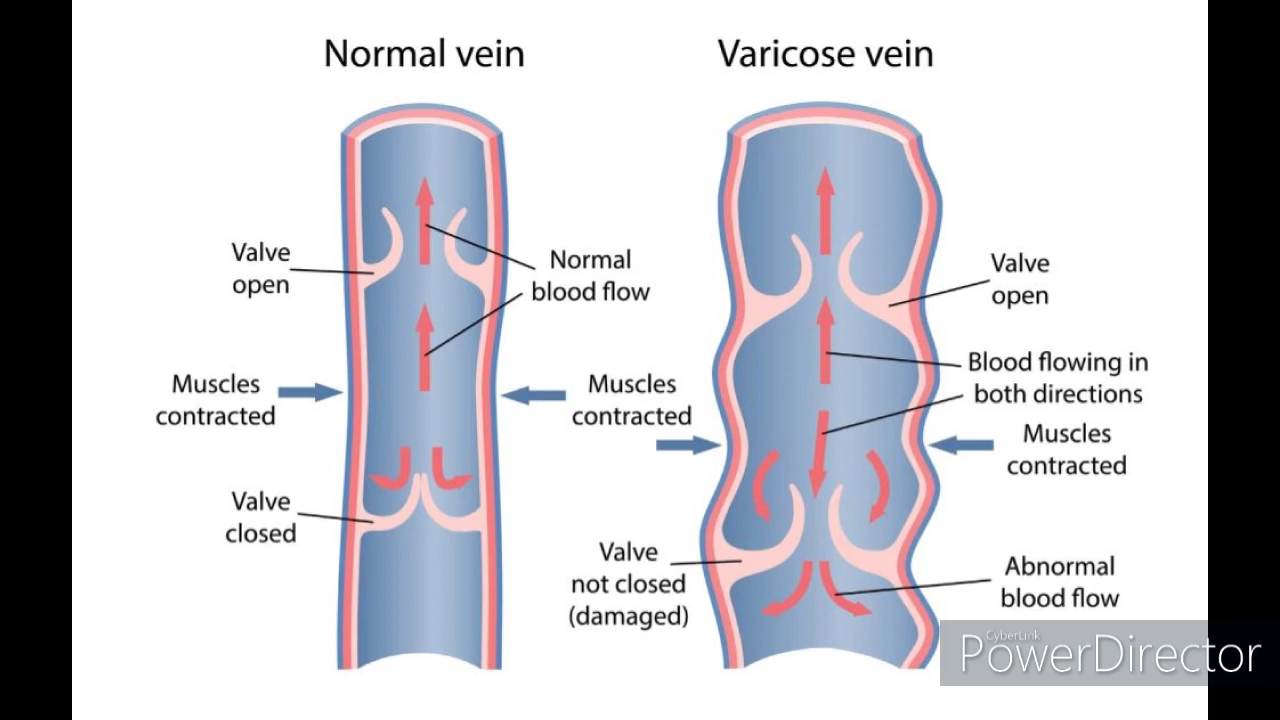 Normal vein
Varicose vein
Valve
open
Normal
blood flow
Muscles
contracted
Muscles
contracted
Valve
closed
Valve
open
Blood flowing in
both directions
Muscles
contracted
Valve
not closed
(damaged)
Abnormal
blood flow
CyberLink
PowerDirector